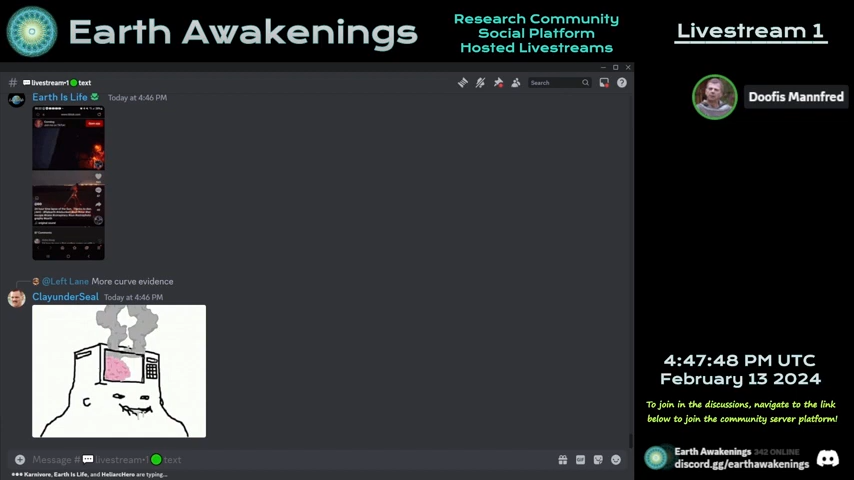 Earth Awakenings
Research Community
Social Platform
Hosted Livestreams
Livestream 1
# livestream•1 text
Search
Earth Is Life Today at 4:46 PM
Doofis Mannfred
@Left Lane More curve evidence
ClayunderSeal Today at 4:46 PM
4:47:48 PM UTC
February 13 2024
To join in the discussions, navigate to the link
below to join the community server platform!
Message # livestream•1 text
GIF
Karnivore, Earth Is Life, and HeliarcHero are typing...
Earth Awakenings 342 ONLINE
discord.gg/earthawakenings